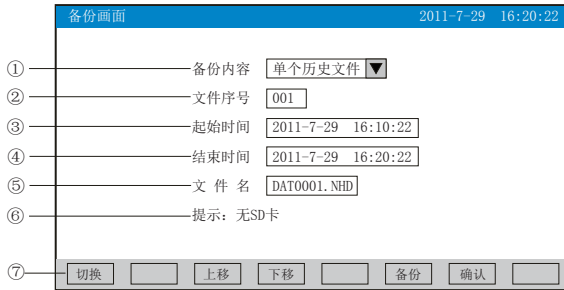 备份画面 2011-7-29 16:20:22
① 备份内容 单个历史文件
② 文件序号 001
③ 起始时间 2011-7-29 16:10:22
④ 结束时间 2011-7-29 16:20:22
⑤ 文 件 名 DAT0001.NHD
⑥ 提示：无SD卡
⑦ 切换 上移 下移 备份 确认